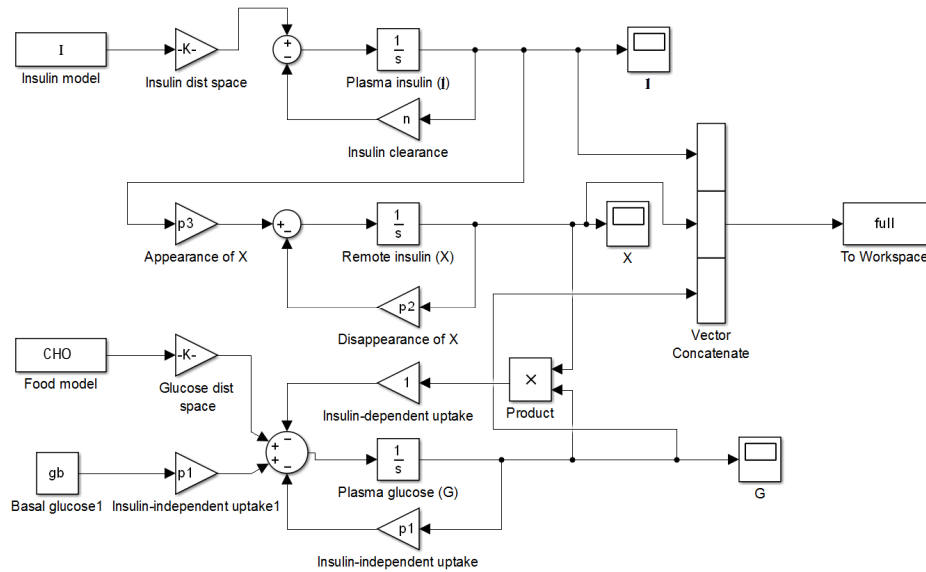 I
Insulin model
-K-
Insulin dist space
+
−
1
s
Plasma insulin (I)
n
Insulin clearance
I
p3
Appearance of X
+
−
1
s
Remote insulin (X)
p2
Disappearance of X
X
Vector
Concatenate
full
To Workspace
CHO
Food model
-K-
Glucose dist
space
1
Insulin-dependent uptake
×
Product
gb
Basal glucose1
p1
Insulin-independent uptake1
−
+
+
−
1
s
Plasma glucose (G)
p1
Insulin-independent uptake
G